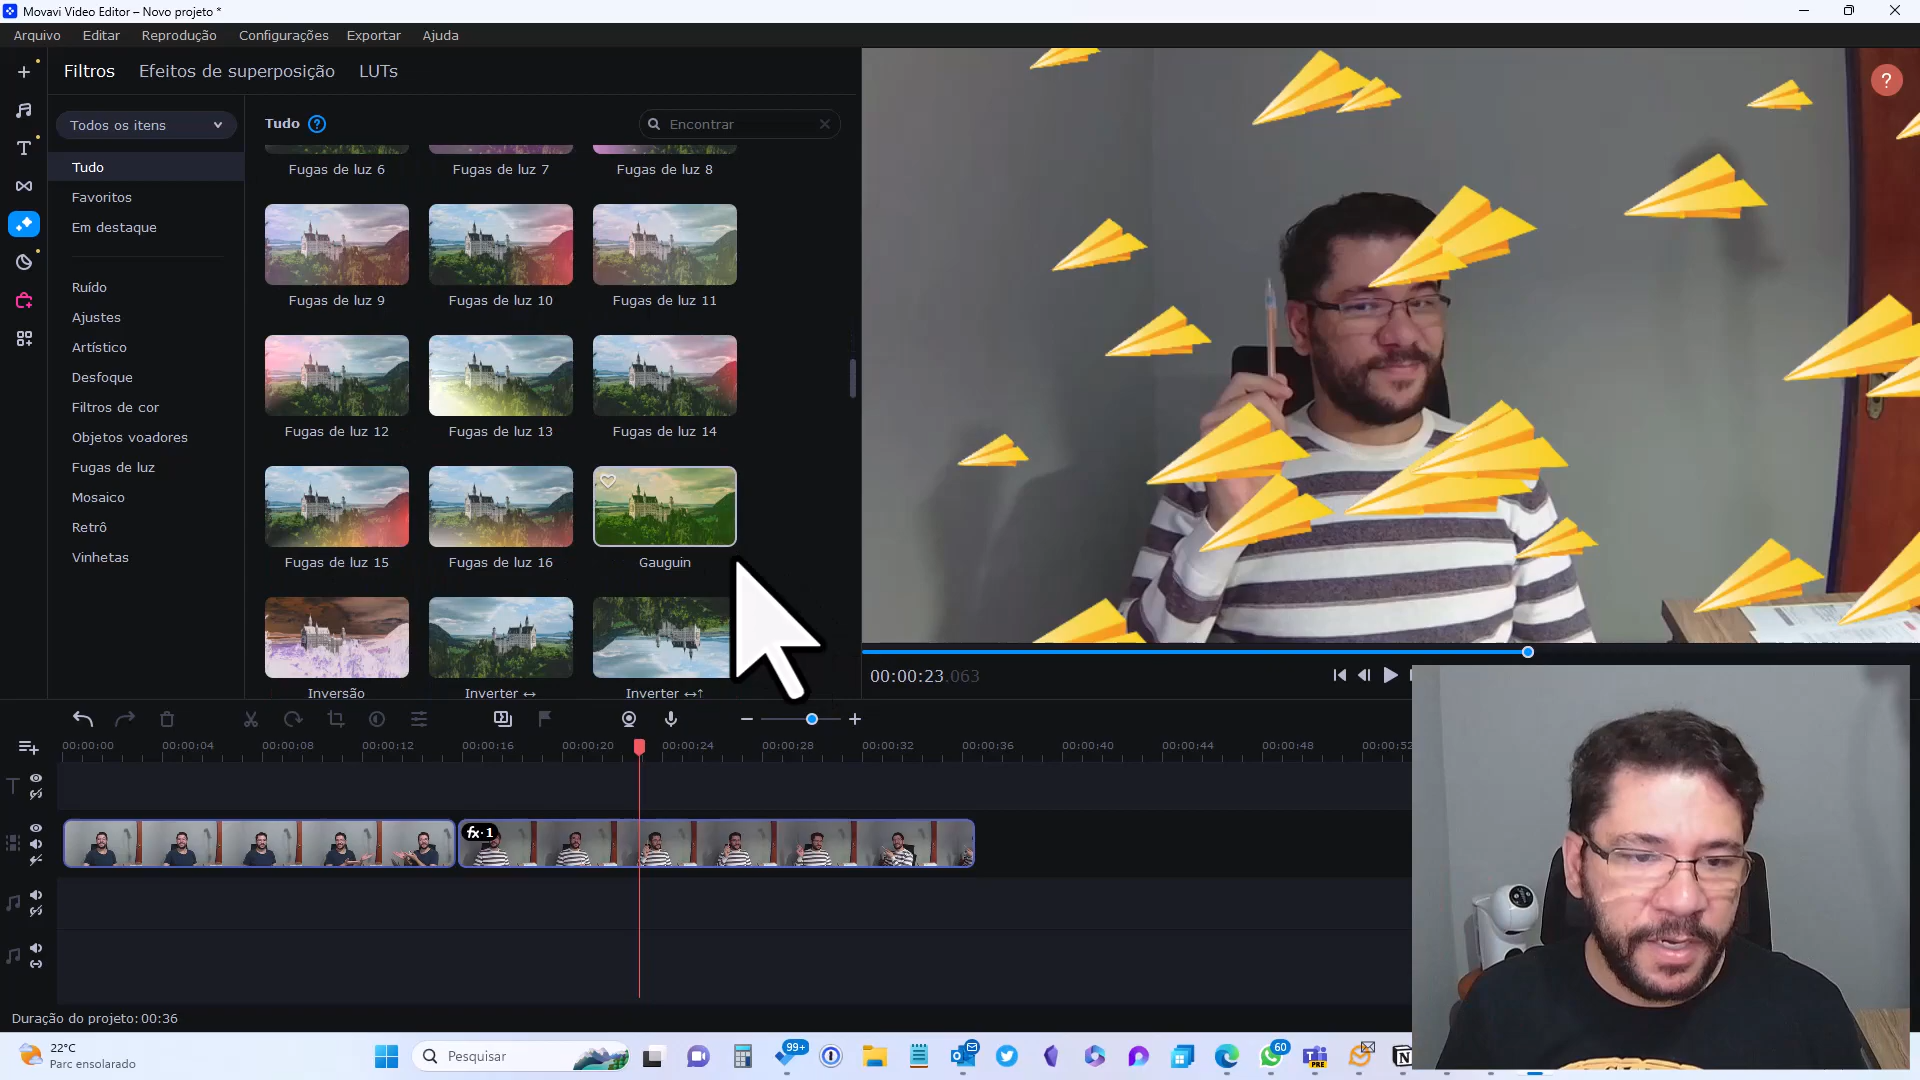 Movavi Video Editor – Novo projeto *
Arquivo Editar Reprodução Configurações Exportar Ajuda
Filtros Efeitos de superposição LUTs
Todos os itens
Tudo ?
Encontrar
?
Tudo
Favoritos
Em destaque
Ruído
Ajustes
Artístico
Desfoque
Filtros de cor
Objetos voadores
Fugas de luz
Mosaico
Retrô
Vinhetas
Fugas de luz 6 Fugas de luz 7 Fugas de luz 8
Fugas de luz 9 Fugas de luz 10 Fugas de luz 11
Fugas de luz 12 Fugas de luz 13 Fugas de luz 14
Fugas de luz 15 Fugas de luz 16 Gauguin
Inversão Inverter ↔ Inverter ↔↑
00:00:23.063
00:00:00 00:00:04 00:00:08 00:00:12 00:00:16 00:00:20 00:00:24 00:00:28 00:00:32 00:00:36 00:00:40 00:00:44 00:00:48 00:00:52
fx·1
Duração do projeto: 00:36
22°C
Parc ensolarado
Pesquisar
99+
60
PRE